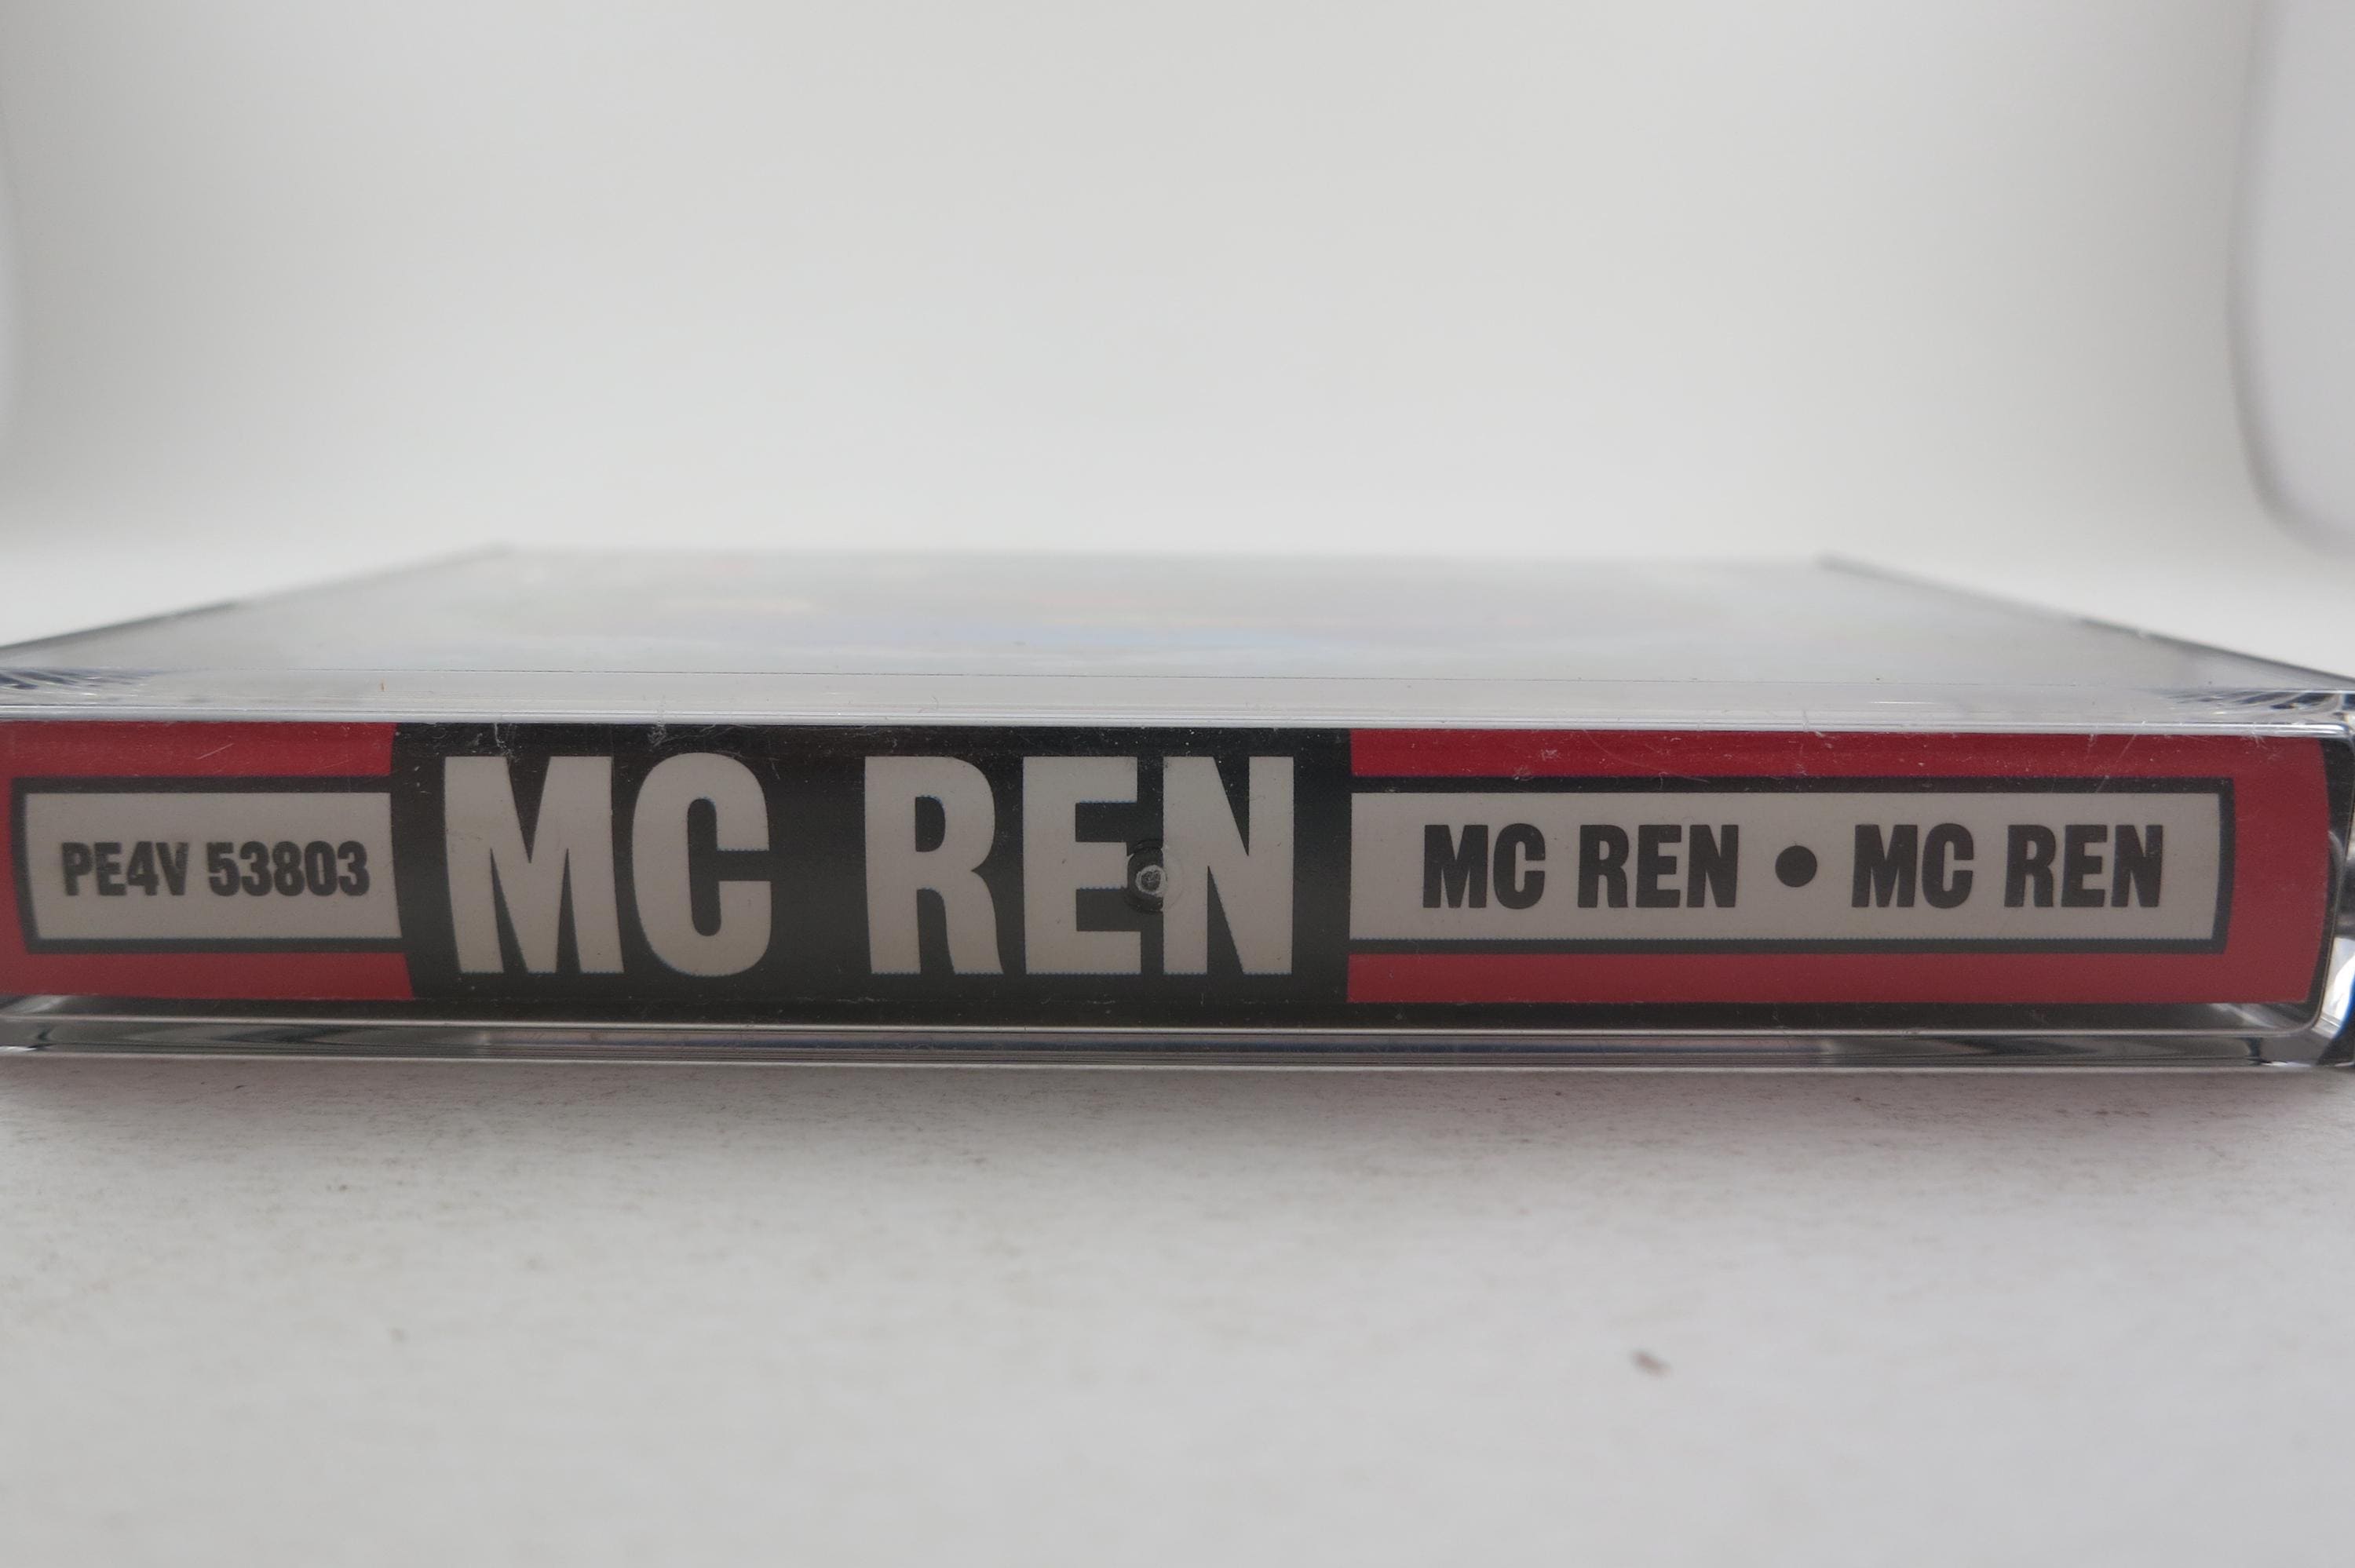 PE4V 53803
MC REN
MC REN • MC REN